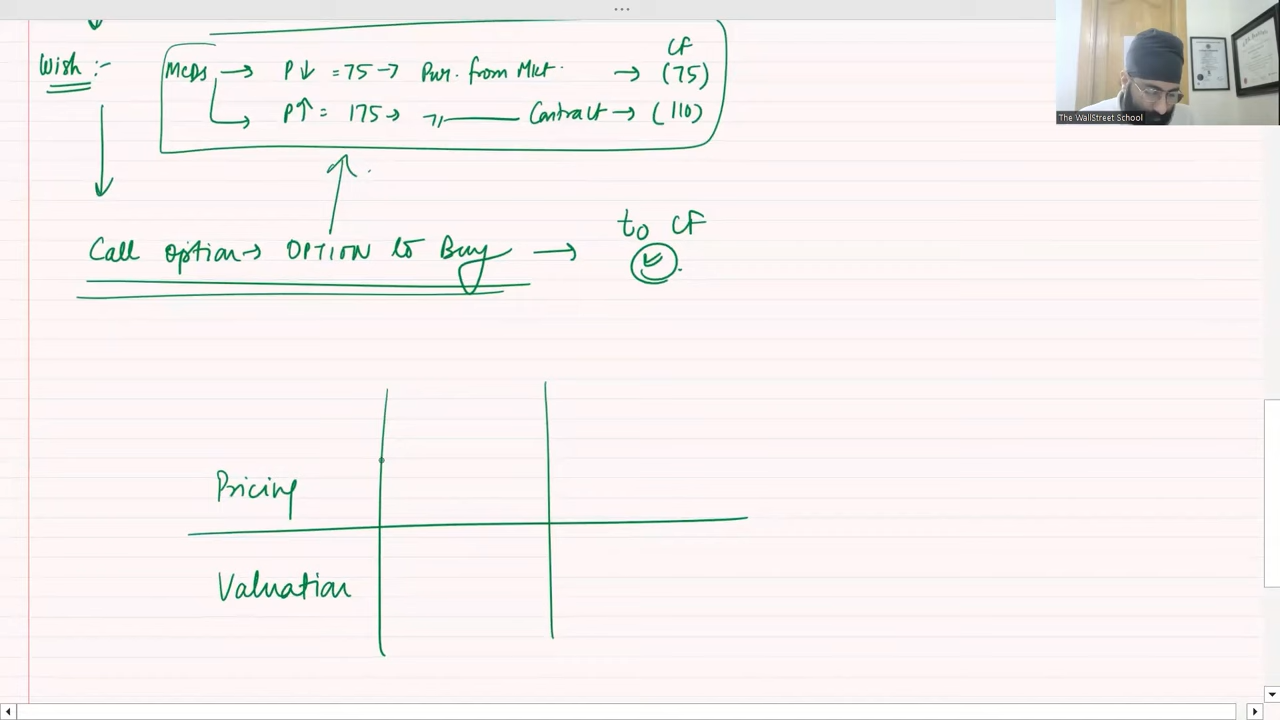 CF
Wish :-
McDs → P↓ = 75 → Pur. from Mkt. → (75)
P↑ = 175 → —〃— Contract → (110)
to CF
Call option → OPTION to Buy →
Pricing
Valuation
The WallStreet School